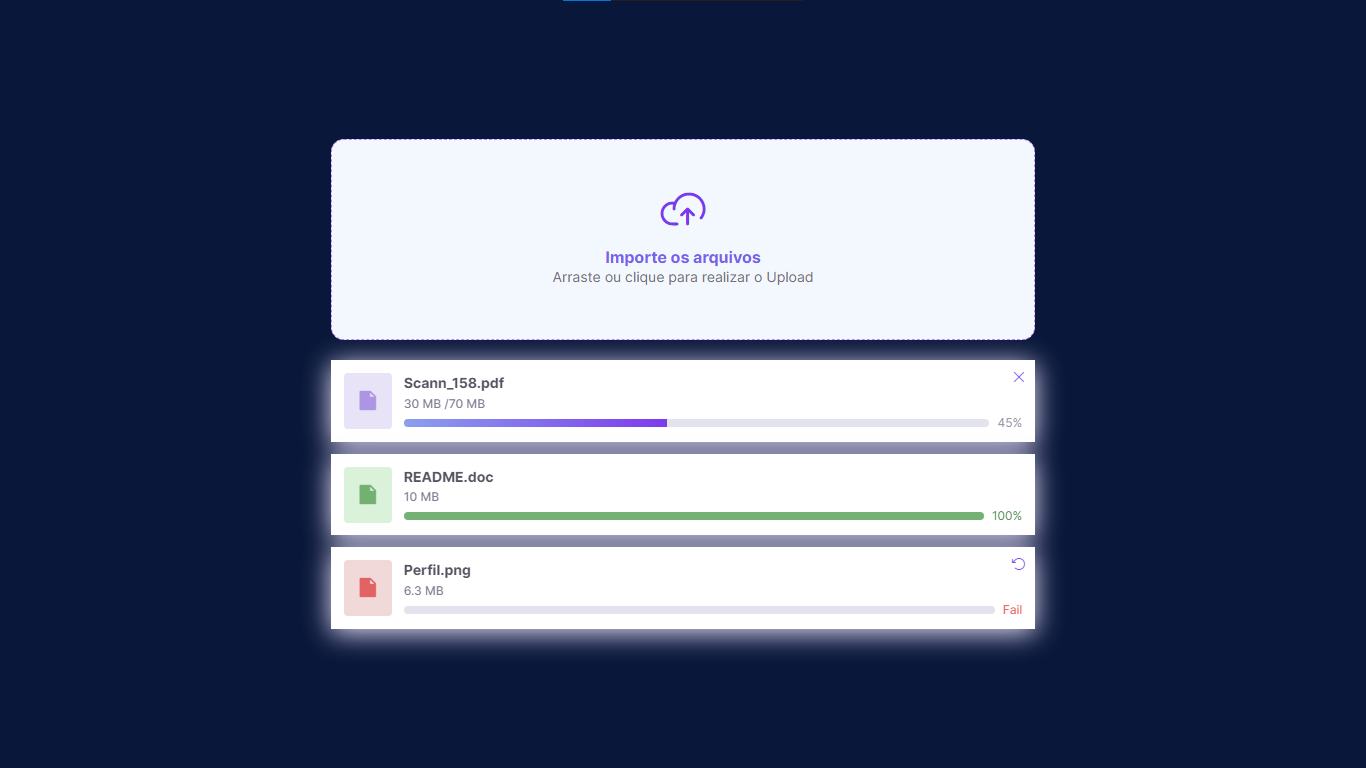 Importe os arquivos
Arraste ou clique para realizar o Upload
Scann_158.pdf
30 MB /70 MB
45%
README.doc
10 MB
100%
Perfil.png
6.3 MB
Fail